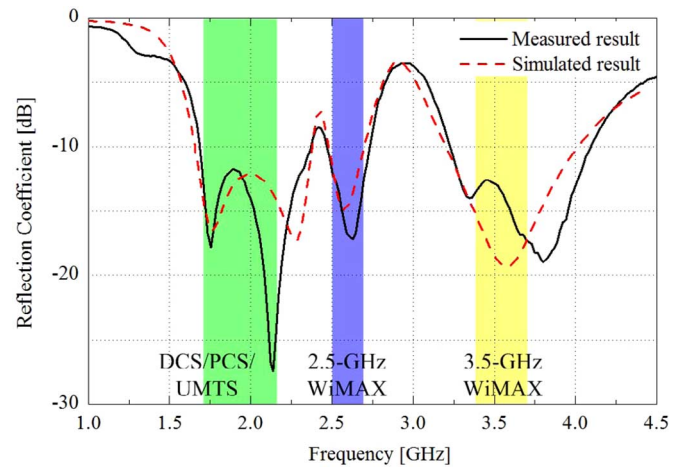 0
Measured result
Simulated result
-10
-20
-30
Reflection Coefficient [dB]
DCS/PCS/
UMTS
2.5-GHz
WiMAX
3.5-GHz
WiMAX
1.0 1.5 2.0 2.5 3.0 3.5 4.0 4.5
Frequency [GHz]